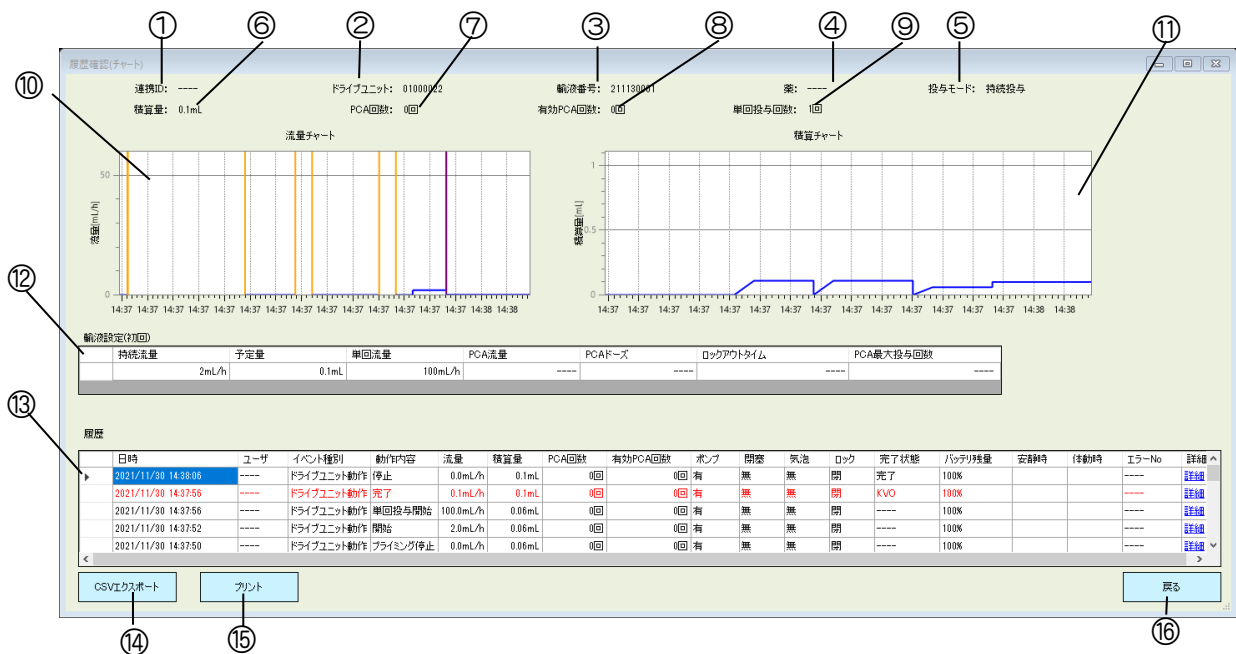 ① ⑥ ② ⑦ ③ ⑧ ④ ⑨ ⑤ ⑪
履歴確認(チャート)
⑩
連携ID: ---- ドライブユニット: 01000022 輸液番号: 211130001 薬: ---- 投与モード: 持続投与
積算量: 0.1mL PCA回数: 0回 有効PCA回数: 0回 単回投与回数: 1回
流量チャート 積算チャート
流量[mL/h]
50
0
14:37 14:37 14:37 14:37 14:37 14:37 14:37 14:37 14:37 14:37 14:37 14:37 14:37 14:38 14:38 14:38
積算量[mL]
1
0.5
0
14:37 14:37 14:37 14:37 14:37 14:37 14:37 14:37 14:37 14:37 14:37 14:37 14:37 14:38 14:38 14:38
⑫
輸液設定(初回)
持続流量 予定量 単回流量 PCA流量 PCAドーズ ロックアウトタイム PCA最大投与回数
2mL/h 0.1mL 100mL/h ---- ---- ---- ----
⑬
履歴
日時 ユーザ イベント種別 動作内容 流量 積算量 PCA回数 有効PCA回数 ポンプ 閉塞 気泡 ロック 完了状態 バッテリ残量 安静時 体動時 エラーNo 詳細
2021/11/30 14:38:06 ---- ドライブユニット動作 停止 0.0mL/h 0.1mL 0回 0回 有 無 無 閉 完了 100% ---- 詳細
2021/11/30 14:37:56 ---- ドライブユニット動作 完了 0.1mL/h 0.1mL 0回 0回 有 無 無 閉 KVO 100% ---- 詳細
2021/11/30 14:37:56 ---- ドライブユニット動作 単回投与開始 100.0mL/h 0.06mL 0回 0回 有 無 無 閉 ---- 100% ---- 詳細
2021/11/30 14:37:52 ---- ドライブユニット動作 開始 2.0mL/h 0.06mL 0回 0回 有 無 無 閉 ---- 100% ---- 詳細
2021/11/30 14:37:50 ---- ドライブユニット動作 プライミング停止 0.0mL/h 0.06mL 0回 0回 有 無 無 閉 ---- 100% ---- 詳細
CSVエクスポート プリント 戻る
⑭ ⑮ ⑯